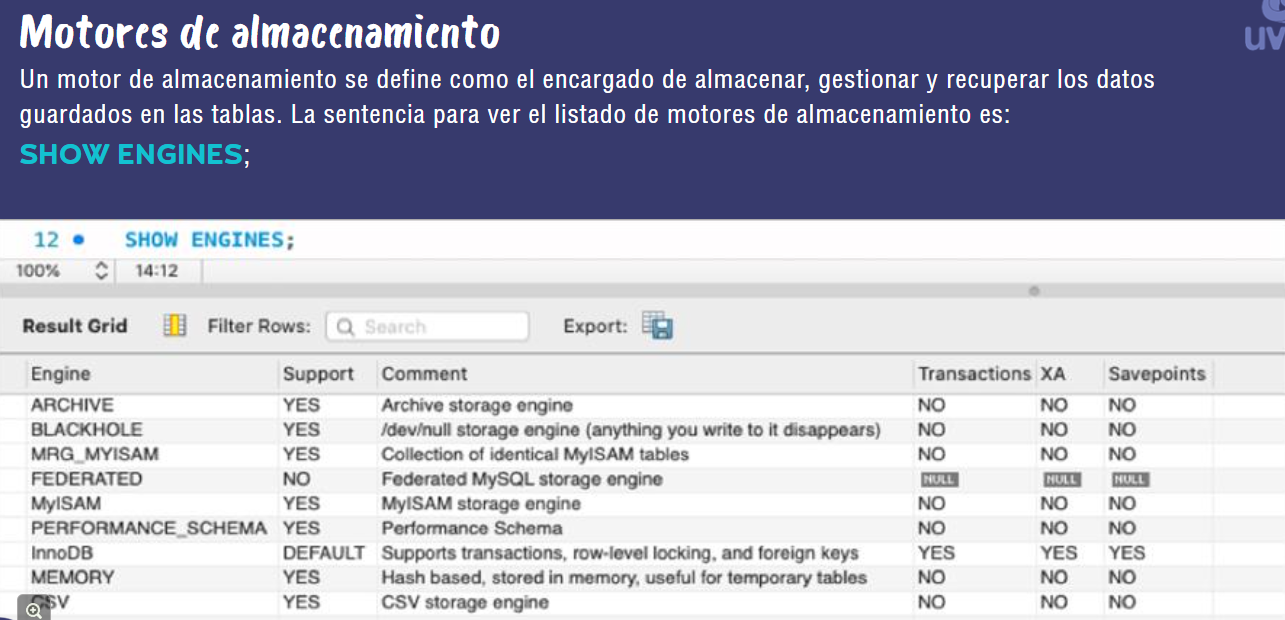 Motores de almacenamiento
Un motor de almacenamiento se define como el encargado de almacenar, gestionar y recuperar los datos
guardados en las tablas. La sentencia para ver el listado de motores de almacenamiento es:
SHOW ENGINES;
12 SHOW ENGINES;
100% 14:12
Result Grid Filter Rows: Search Export:
Engine Support Comment Transactions XA Savepoints
ARCHIVE YES Archive storage engine NO NO NO
BLACKHOLE YES /dev/null storage engine (anything you write to it disappears) NO NO NO
MRG_MYISAM YES Collection of identical MyISAM tables NO NO NO
FEDERATED NO Federated MySQL storage engine NULL NULL NULL
MyISAM YES MyISAM storage engine NO NO NO
PERFORMANCE_SCHEMA YES Performance Schema NO NO NO
InnoDB DEFAULT Supports transactions, row-level locking, and foreign keys YES YES YES
MEMORY YES Hash based, stored in memory, useful for temporary tables NO NO NO
CSV YES CSV storage engine NO NO NO